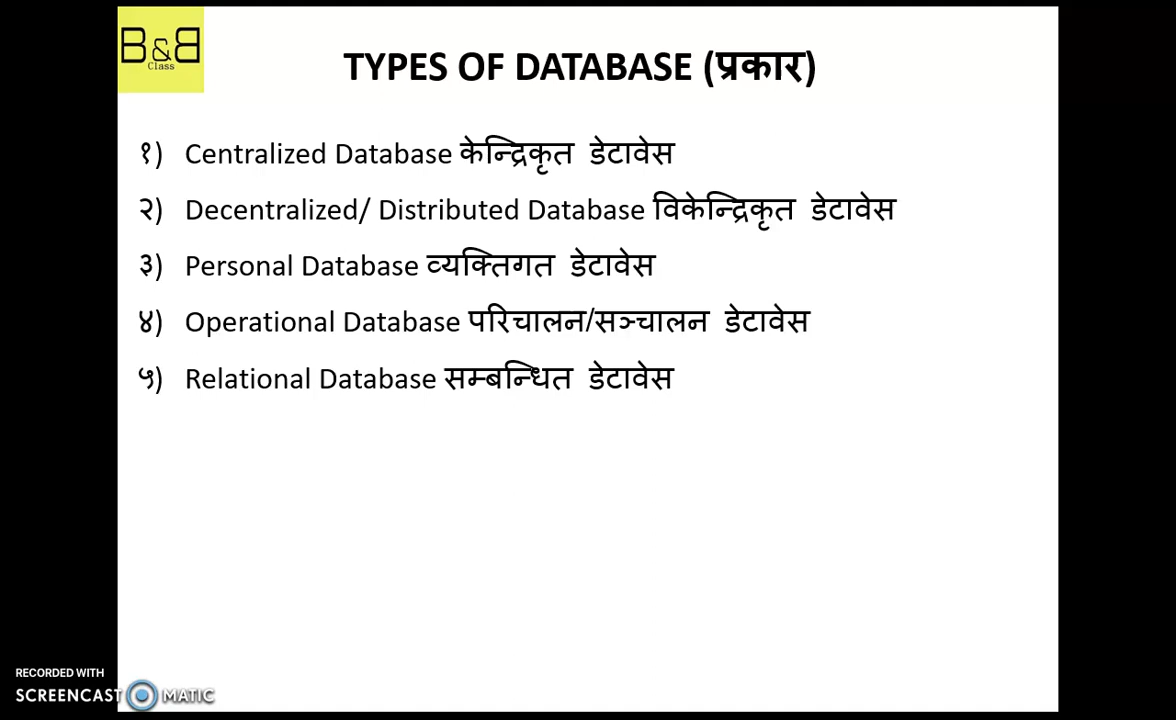 B&B
Class
TYPES OF DATABASE (प्रकार)
१) Centralized Database केन्द्रिकृत डेटावेस
२) Decentralized/ Distributed Database विकेन्द्रिकृत डेटावेस
३) Personal Database व्यक्तिगत डेटावेस
४) Operational Database परिचालन/सञ्चालन डेटावेस
५) Relational Database सम्बन्धित डेटावेस
RECORDED WITH
SCREENCAST MATIC